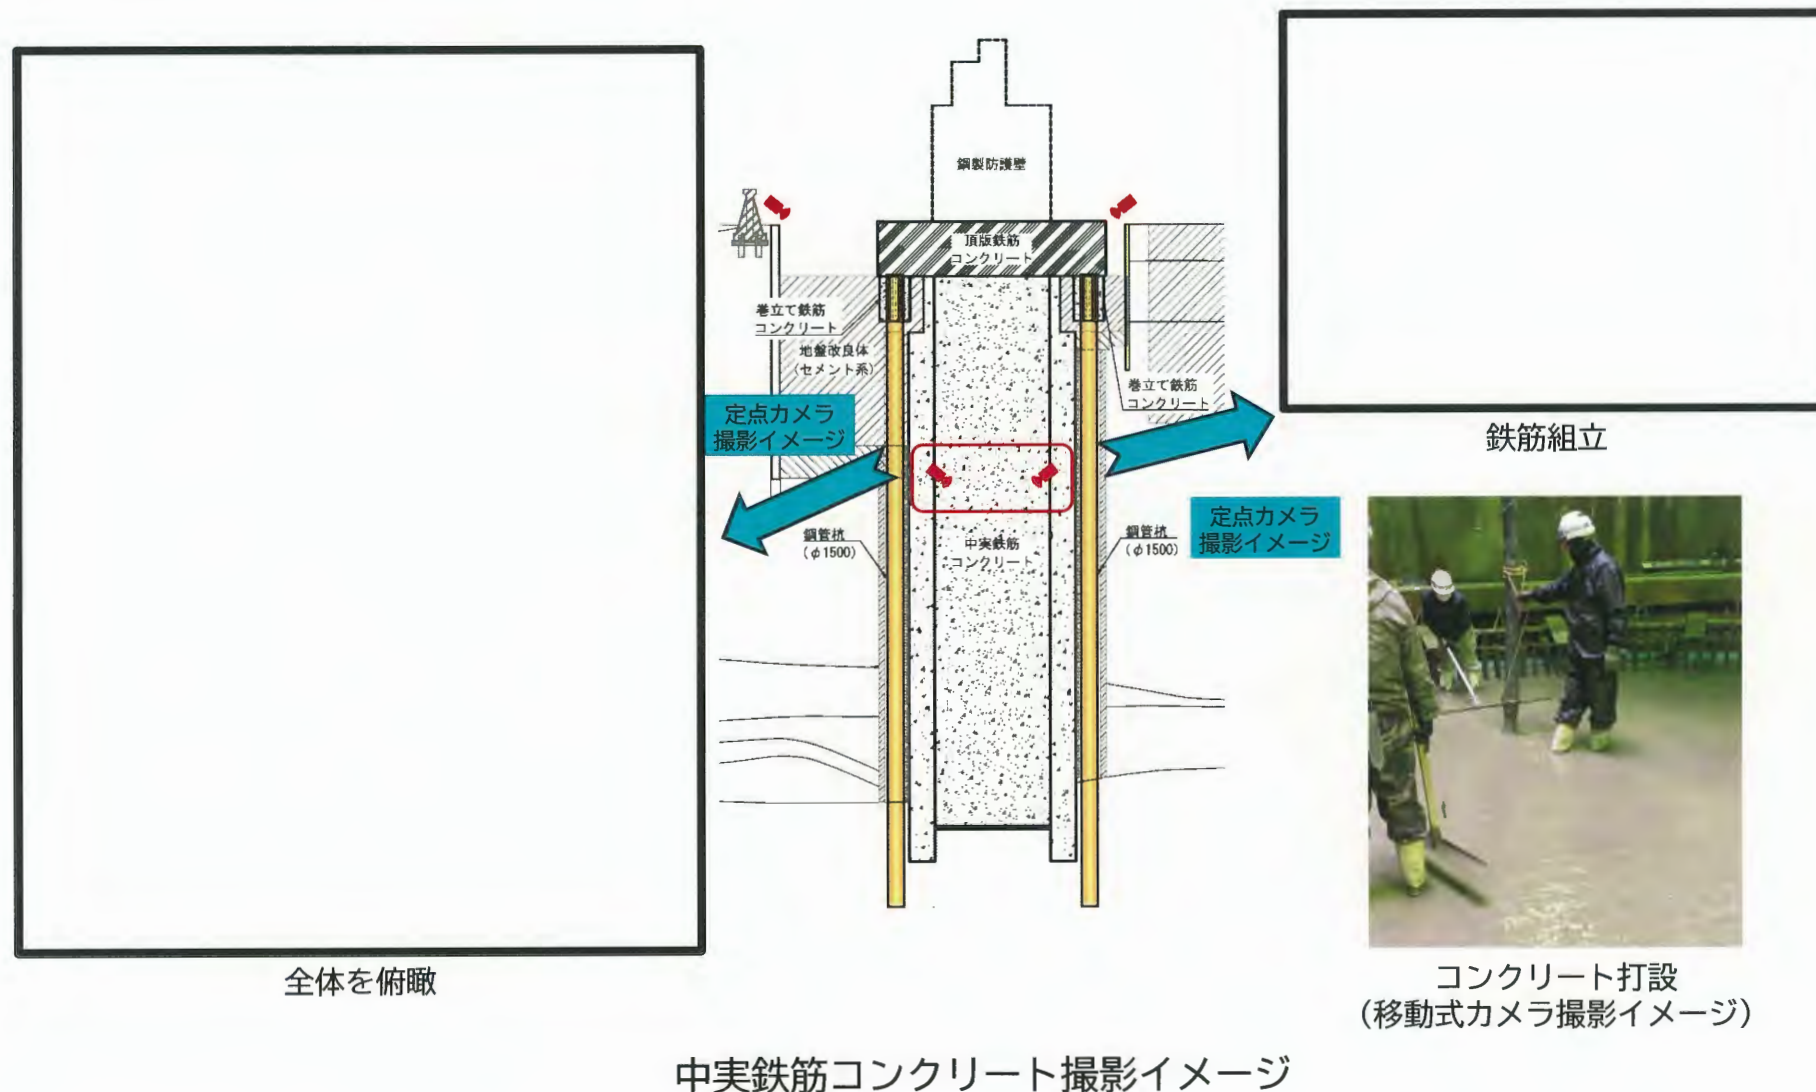 鋼製防護壁
頂版鉄筋
コンクリート
巻立て鉄筋
コンクリート
地盤改良体
(セメント系)
巻立て鉄筋
コンクリート
定点カメラ
撮影イメージ
鉄筋組立
定点カメラ
撮影イメージ
鋼管杭
(φ1500)
中実鉄筋
コンクリート
鋼管杭
(φ1500)
全体を俯瞰
コンクリート打設
(移動式カメラ撮影イメージ)
中実鉄筋コンクリート撮影イメージ